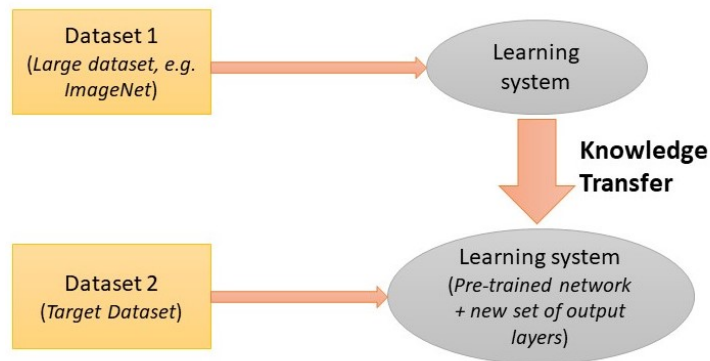 Dataset 1
(Large dataset, e.g.
ImageNet)
Learning
system
Knowledge
Transfer
Dataset 2
(Target Dataset)
Learning system
(Pre-trained network
+ new set of output
layers)